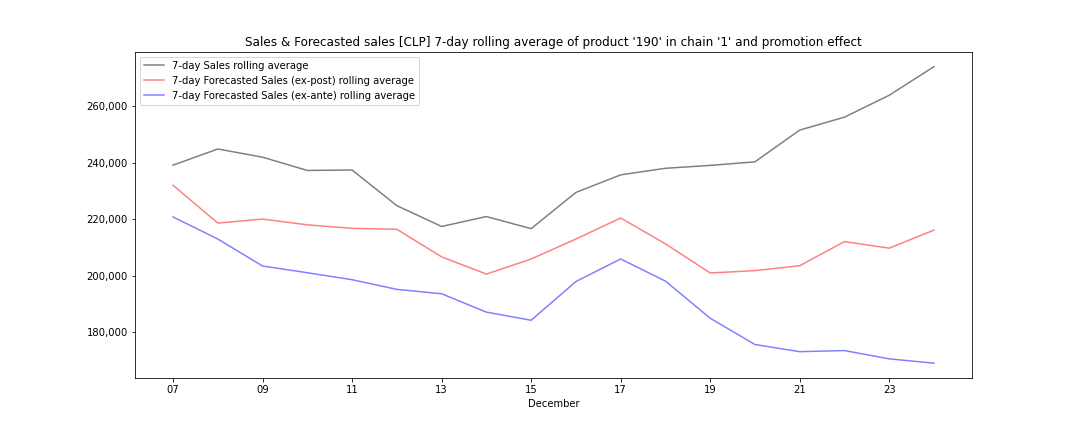 Sales & Forecasted sales [CLP] 7-day rolling average of product '190' in chain '1' and promotion effect
7-day Sales rolling average
7-day Forecasted Sales (ex-post) rolling average
7-day Forecasted Sales (ex-ante) rolling average
260,000
240,000
220,000
200,000
180,000
07 09 11 13 15 17 19 21 23
December